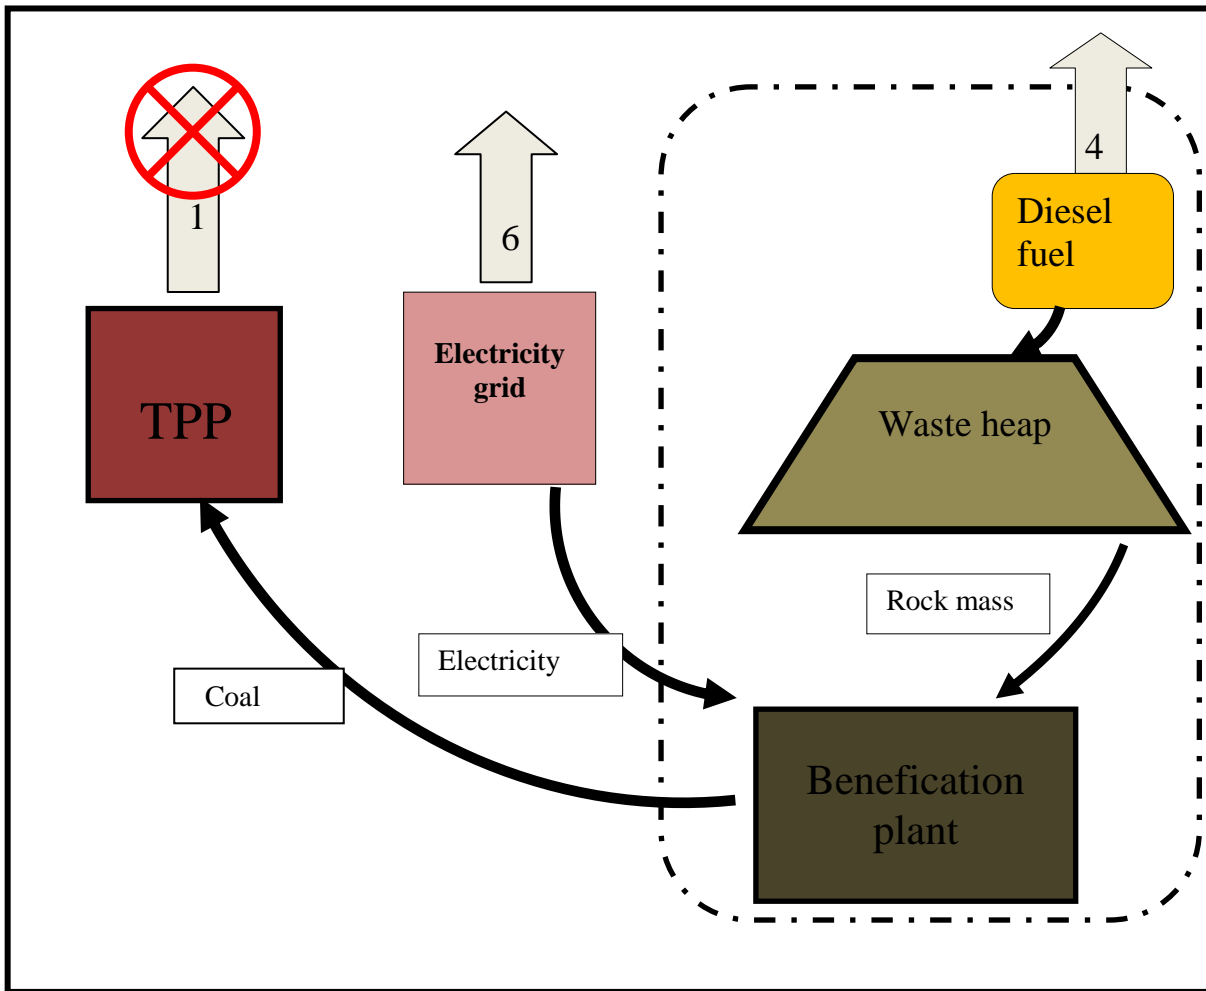 4
Diesel
fuel
1
6
Electricity
grid
TPP
Waste heap
Rock mass
Electricity
Coal
Benefication
plant